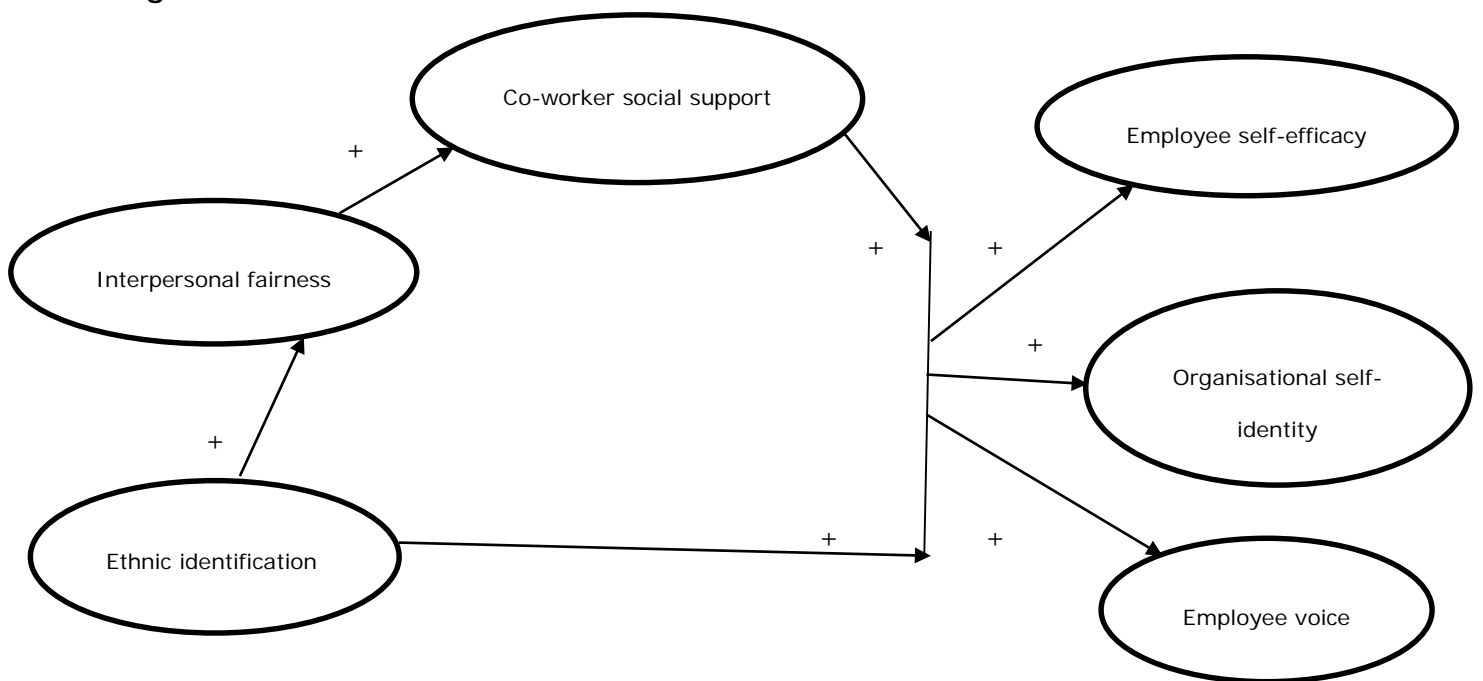 Co-worker social support
Employee self-efficacy
+
Interpersonal fairness
+
+
+
Organisational self-
identity
+
Ethnic identification
+
+
Employee voice